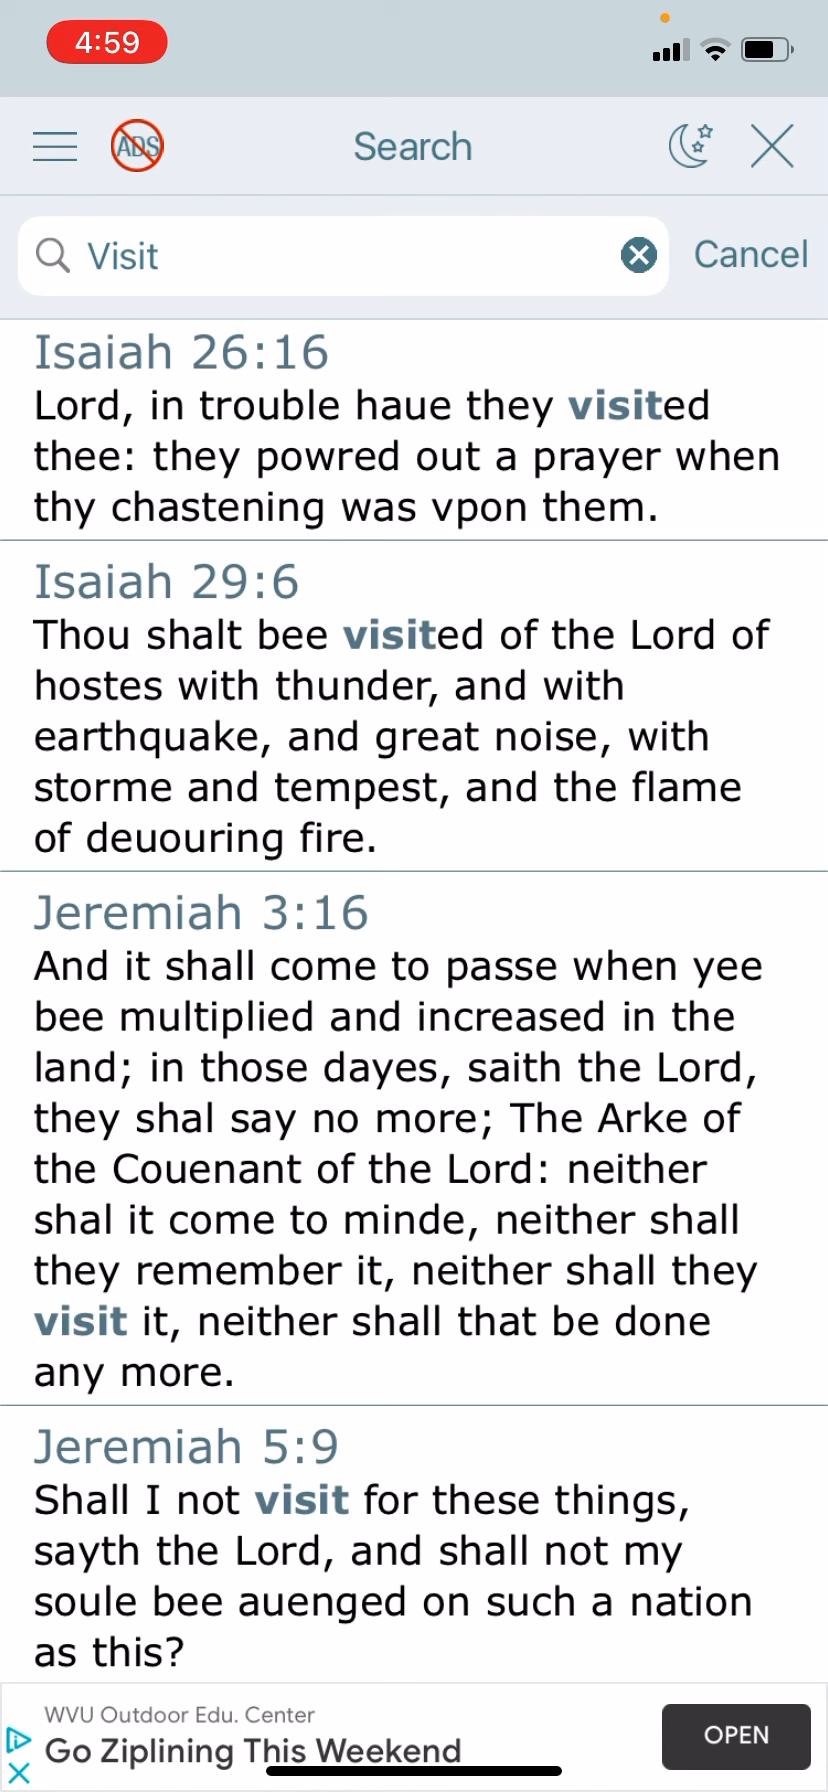 4:59
ADS
Search
Visit
Cancel
Isaiah 26:16
Lord, in trouble haue they visited
thee: they powred out a prayer when
thy chastening was vpon them.
Isaiah 29:6
Thou shalt bee visited of the Lord of
hostes with thunder, and with
earthquake, and great noise, with
storme and tempest, and the flame
of deuouring fire.
Jeremiah 3:16
And it shall come to passe when yee
bee multiplied and increased in the
land; in those dayes, saith the Lord,
they shal say no more; The Arke of
the Couenant of the Lord: neither
shal it come to minde, neither shall
they remember it, neither shall they
visit it, neither shall that be done
any more.
Jeremiah 5:9
Shall I not visit for these things,
sayth the Lord, and shall not my
soule bee auenged on such a nation
as this?
WVU Outdoor Edu. Center
Go Ziplining This Weekend
OPEN